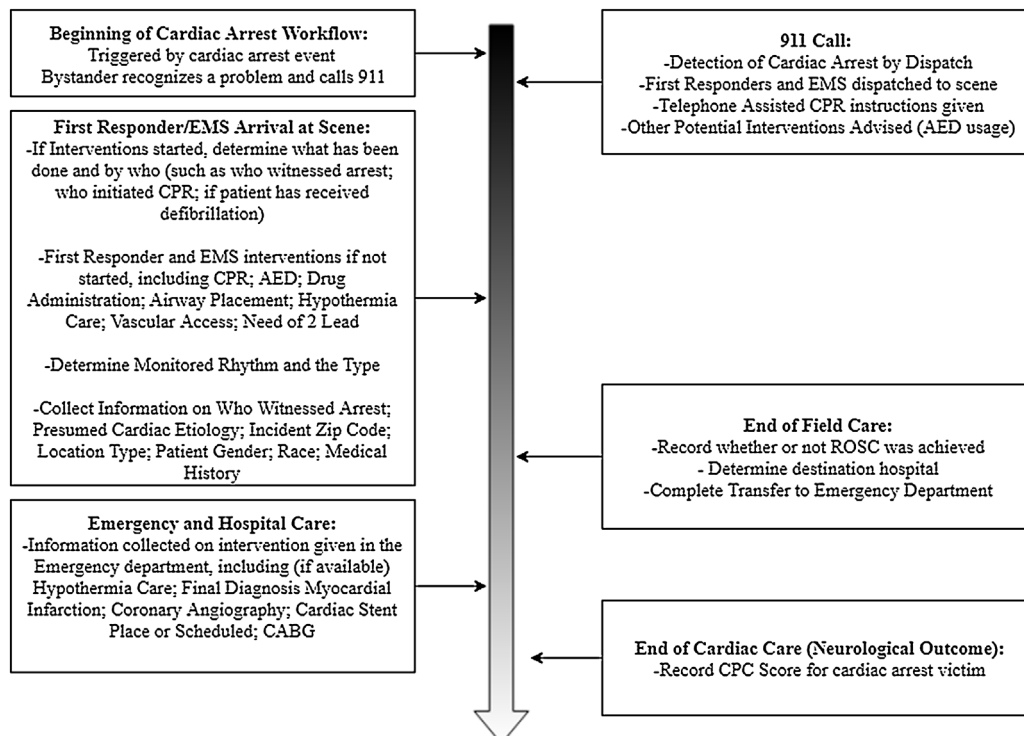 Beginning of Cardiac Arrest Workflow:
Triggered by cardiac arrest event
Bystander recognizes a problem and calls 911
911 Call:
-Detection of Cardiac Arrest by Dispatch
-First Responders and EMS dispatched to scene
-Telephone Assisted CPR instructions given
-Other Potential Interventions Advised (AED usage)
First Responder/EMS Arrival at Scene:
-If Interventions started, determine what has been
done and by who (such as who witnessed arrest;
who initiated CPR; if patient has received
defibrillation)
-First Responder and EMS interventions if not
started, including CPR; AED; Drug
Administration; Airway Placement; Hypothermia
Care; Vascular Access; Need of 2 Lead
-Determine Monitored Rhythm and the Type
-Collect Information on Who Witnessed Arrest;
Presumed Cardiac Etiology; Incident Zip Code;
Location Type; Patient Gender; Race; Medical
History
End of Field Care:
-Record whether or not ROSC was achieved
- Determine destination hospital
-Complete Transfer to Emergency Department
Emergency and Hospital Care:
-Information collected on intervention given in the
Emergency department, including (if available)
Hypothermia Care; Final Diagnosis Myocardial
Infarction; Coronary Angiography; Cardiac Stent
Place or Scheduled; CABG
End of Cardiac Care (Neurological Outcome):
-Record CPC Score for cardiac arrest victim